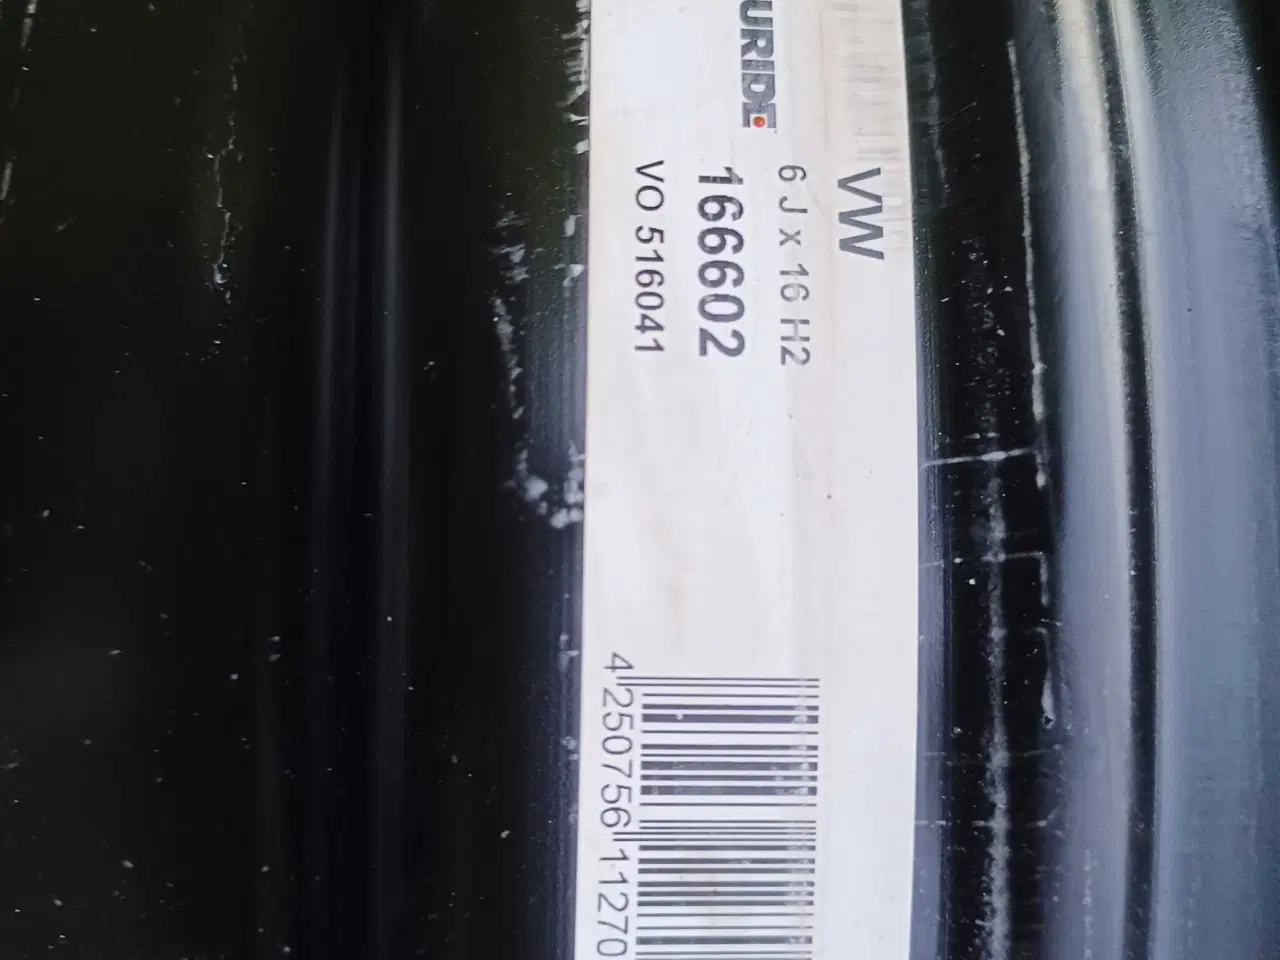 URIDE
VW
6 J x 16 H2
166602
VO 516041
4 250756 11270